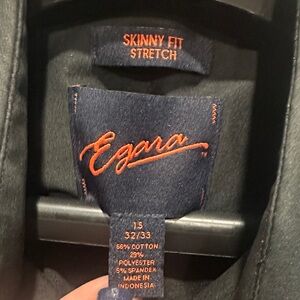 SKINNY FIT
STRETCH
Egara
15
32/33
66% COTTON
29%
POLYESTER
5% SPANDEX
MADE IN
INDONESIA